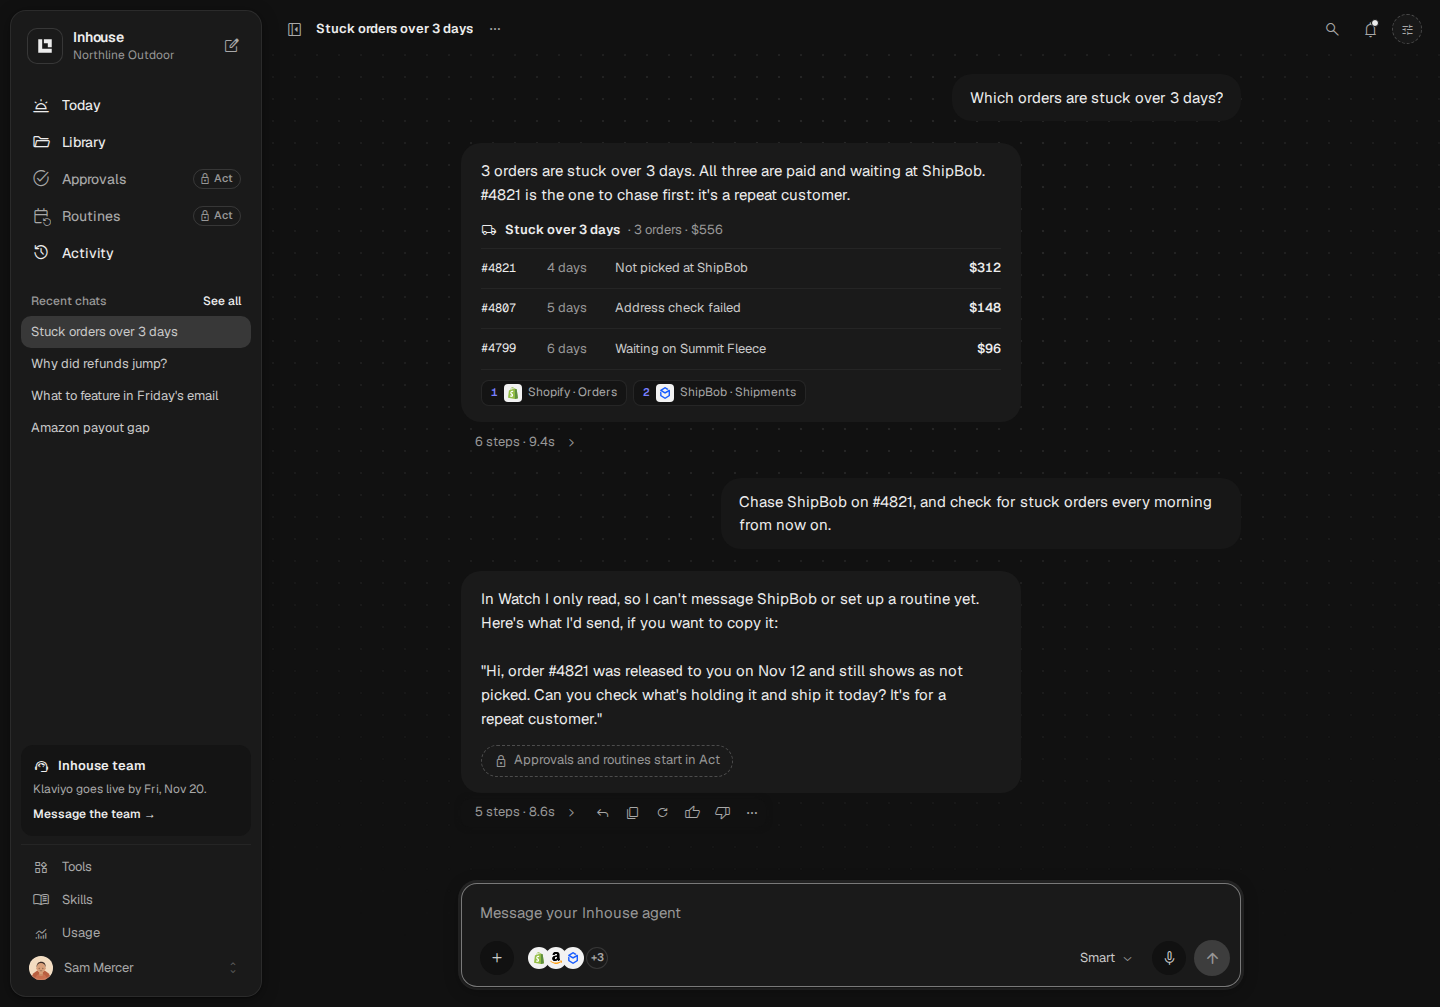 Inhouse
Northline Outdoor
Today
Library
Approvals Act
Routines Act
Activity
Recent chats See all
Stuck orders over 3 days
Why did refunds jump?
What to feature in Friday's email
Amazon payout gap
Inhouse team
Klaviyo goes live by Fri, Nov 20.
Message the team →
Tools
Skills
Usage
Sam Mercer
Stuck orders over 3 days ···
Which orders are stuck over 3 days?
3 orders are stuck over 3 days. All three are paid and waiting at ShipBob.
#4821 is the one to chase first: it's a repeat customer.
Stuck over 3 days · 3 orders · $556
#4821 4 days Not picked at ShipBob $312
#4807 5 days Address check failed $148
#4799 6 days Waiting on Summit Fleece $96
1 Shopify · Orders 2 ShipBob · Shipments
6 steps · 9.4s
Chase ShipBob on #4821, and check for stuck orders every morning
from now on.
In Watch I only read, so I can't message ShipBob or set up a routine yet.
Here's what I'd send, if you want to copy it:
"Hi, order #4821 was released to you on Nov 12 and still shows as not
picked. Can you check what's holding it and ship it today? It's for a
repeat customer."
Approvals and routines start in Act
5 steps · 8.6s
Message your Inhouse agent
+3 Smart